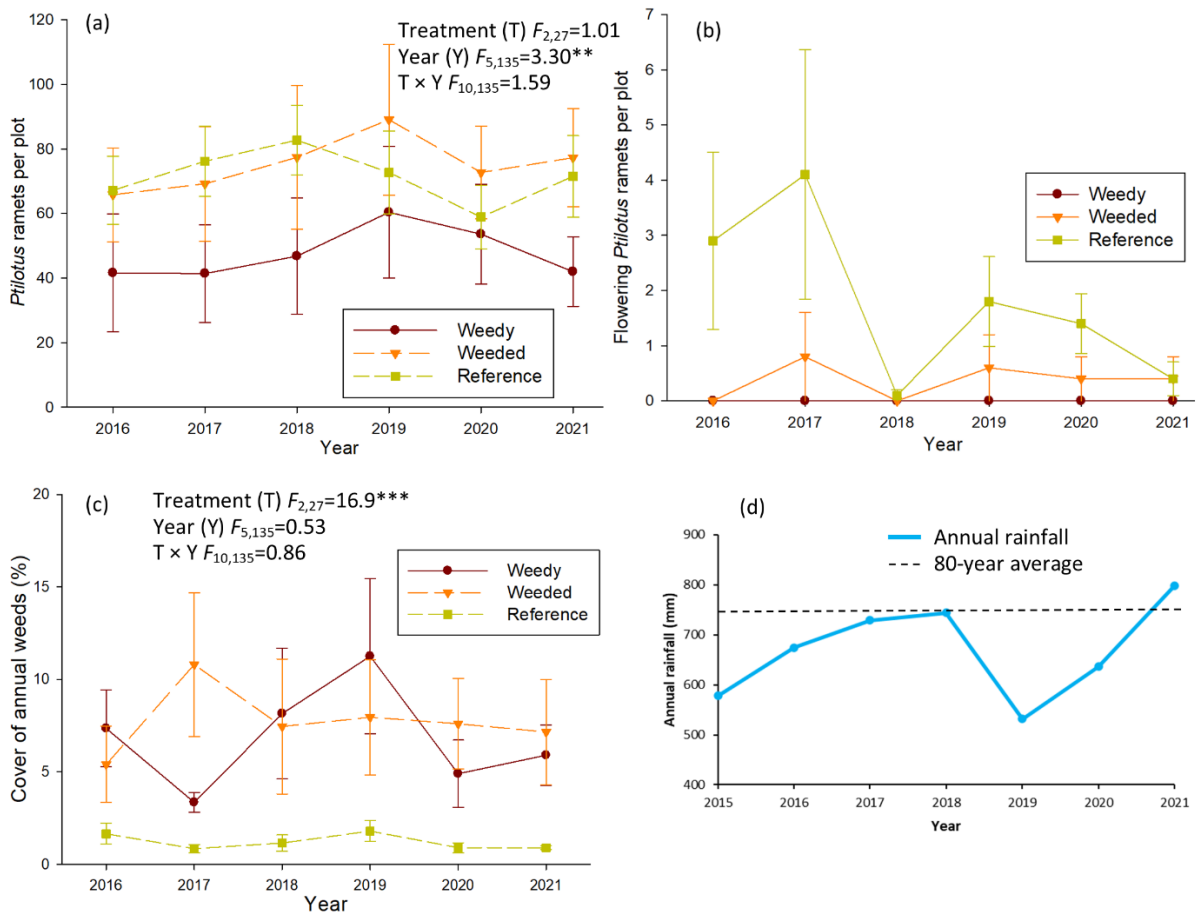 (a)
Treatment (T) F2,27=1.01
Year (Y) F5,135=3.30**
T × Y F10,135=1.59
Ptilotus ramets per plot
120
100
80
60
40
20
0
Weedy
Weeded
Reference
2016 2017 2018 2019 2020 2021
Year
(b)
Flowering Ptilotus ramets per plot
7
6
5
4
3
2
1
0
Weedy
Weeded
Reference
2016 2017 2018 2019 2020 2021
Year
(c)
Treatment (T) F2,27=16.9***
Year (Y) F5,135=0.53
T × Y F10,135=0.86
Cover of annual weeds (%)
20
15
10
5
0
Weedy
Weeded
Reference
2016 2017 2018 2019 2020 2021
Year
(d)
Annual rainfall
80-year average
Annual rainfall (mm)
900
800
700
600
500
400
2015 2016 2017 2018 2019 2020 2021
Year